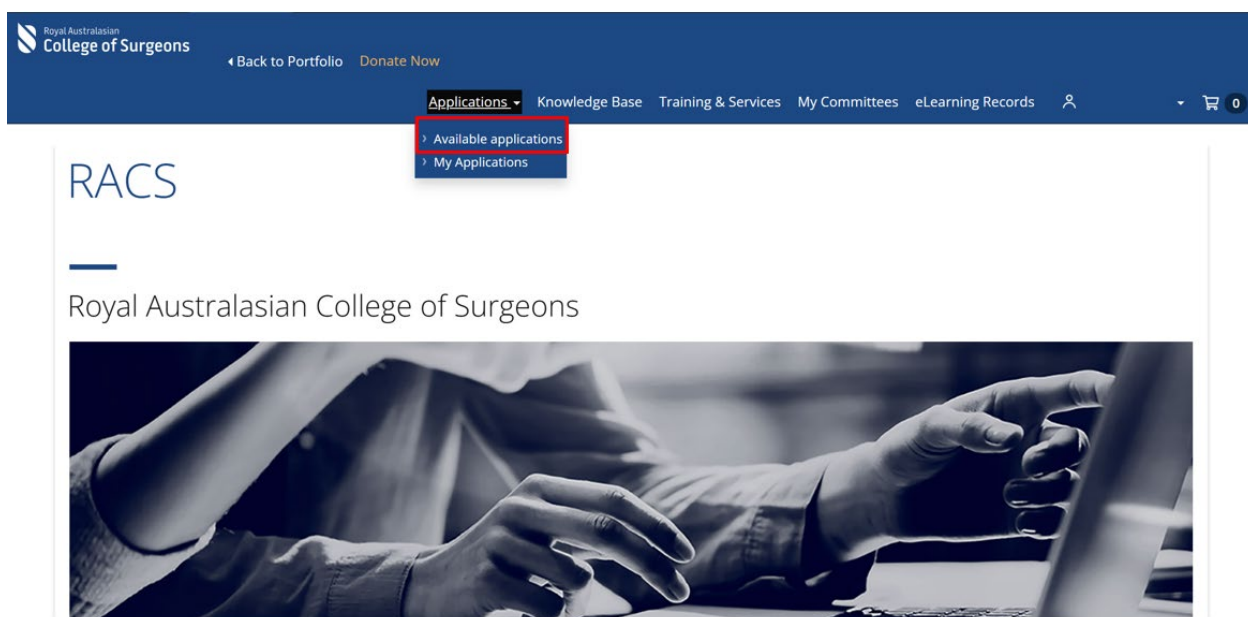 Royal Australasian
College of Surgeons
Back to Portfolio Donate Now
Applications Knowledge Base Training & Services My Committees eLearning Records 0
Available applications
My Applications
RACS
Royal Australasian College of Surgeons